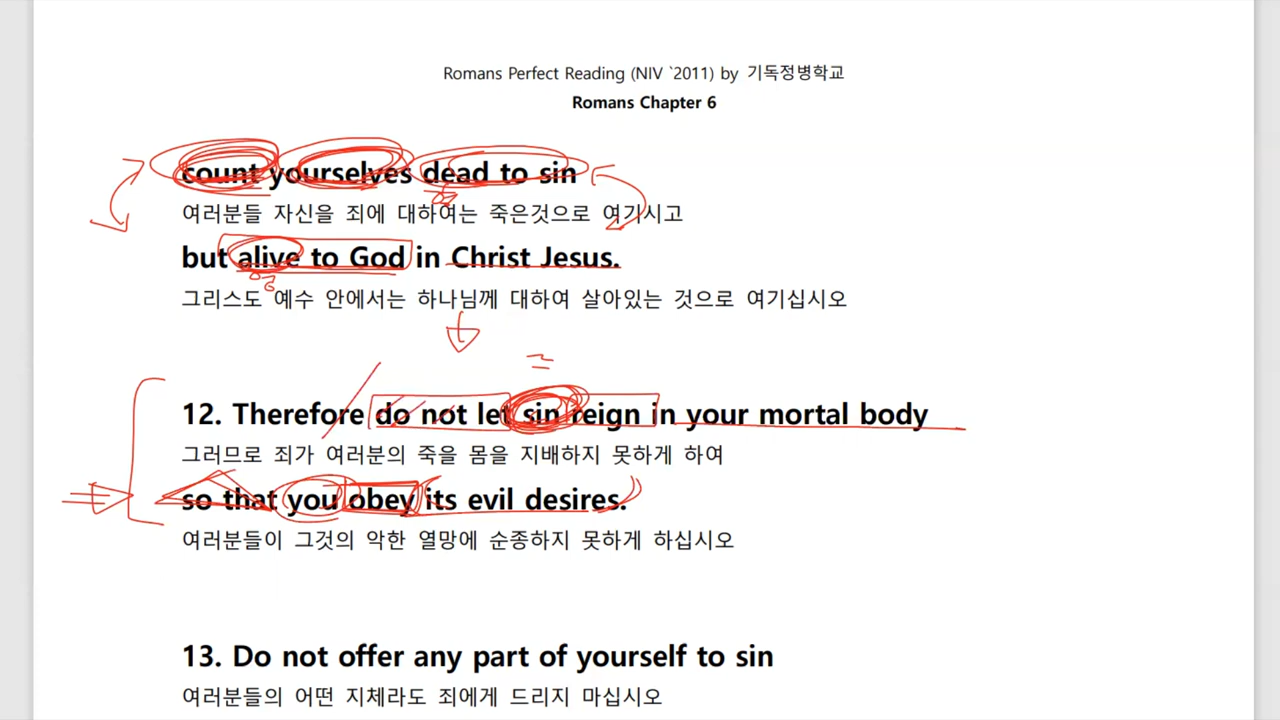 Romans Perfect Reading (NIV `2011) by 기독정병학교
Romans Chapter 6
count yourselves dead to sin
여러분들 자신을 죄에 대하여는 죽은것으로 여기시고
but alive to God in Christ Jesus.
그리스도 예수 안에서는 하나님께 대하여 살아있는 것으로 여기십시오
12. Therefore do not let sin reign in your mortal body
그러므로 죄가 여러분의 죽을 몸을 지배하지 못하게 하여
so that you obey its evil desires.
여러분들이 그것의 악한 열망에 순종하지 못하게 하십시오
13. Do not offer any part of yourself to sin
여러분들의 어떤 지체라도 죄에게 드리지 마십시오